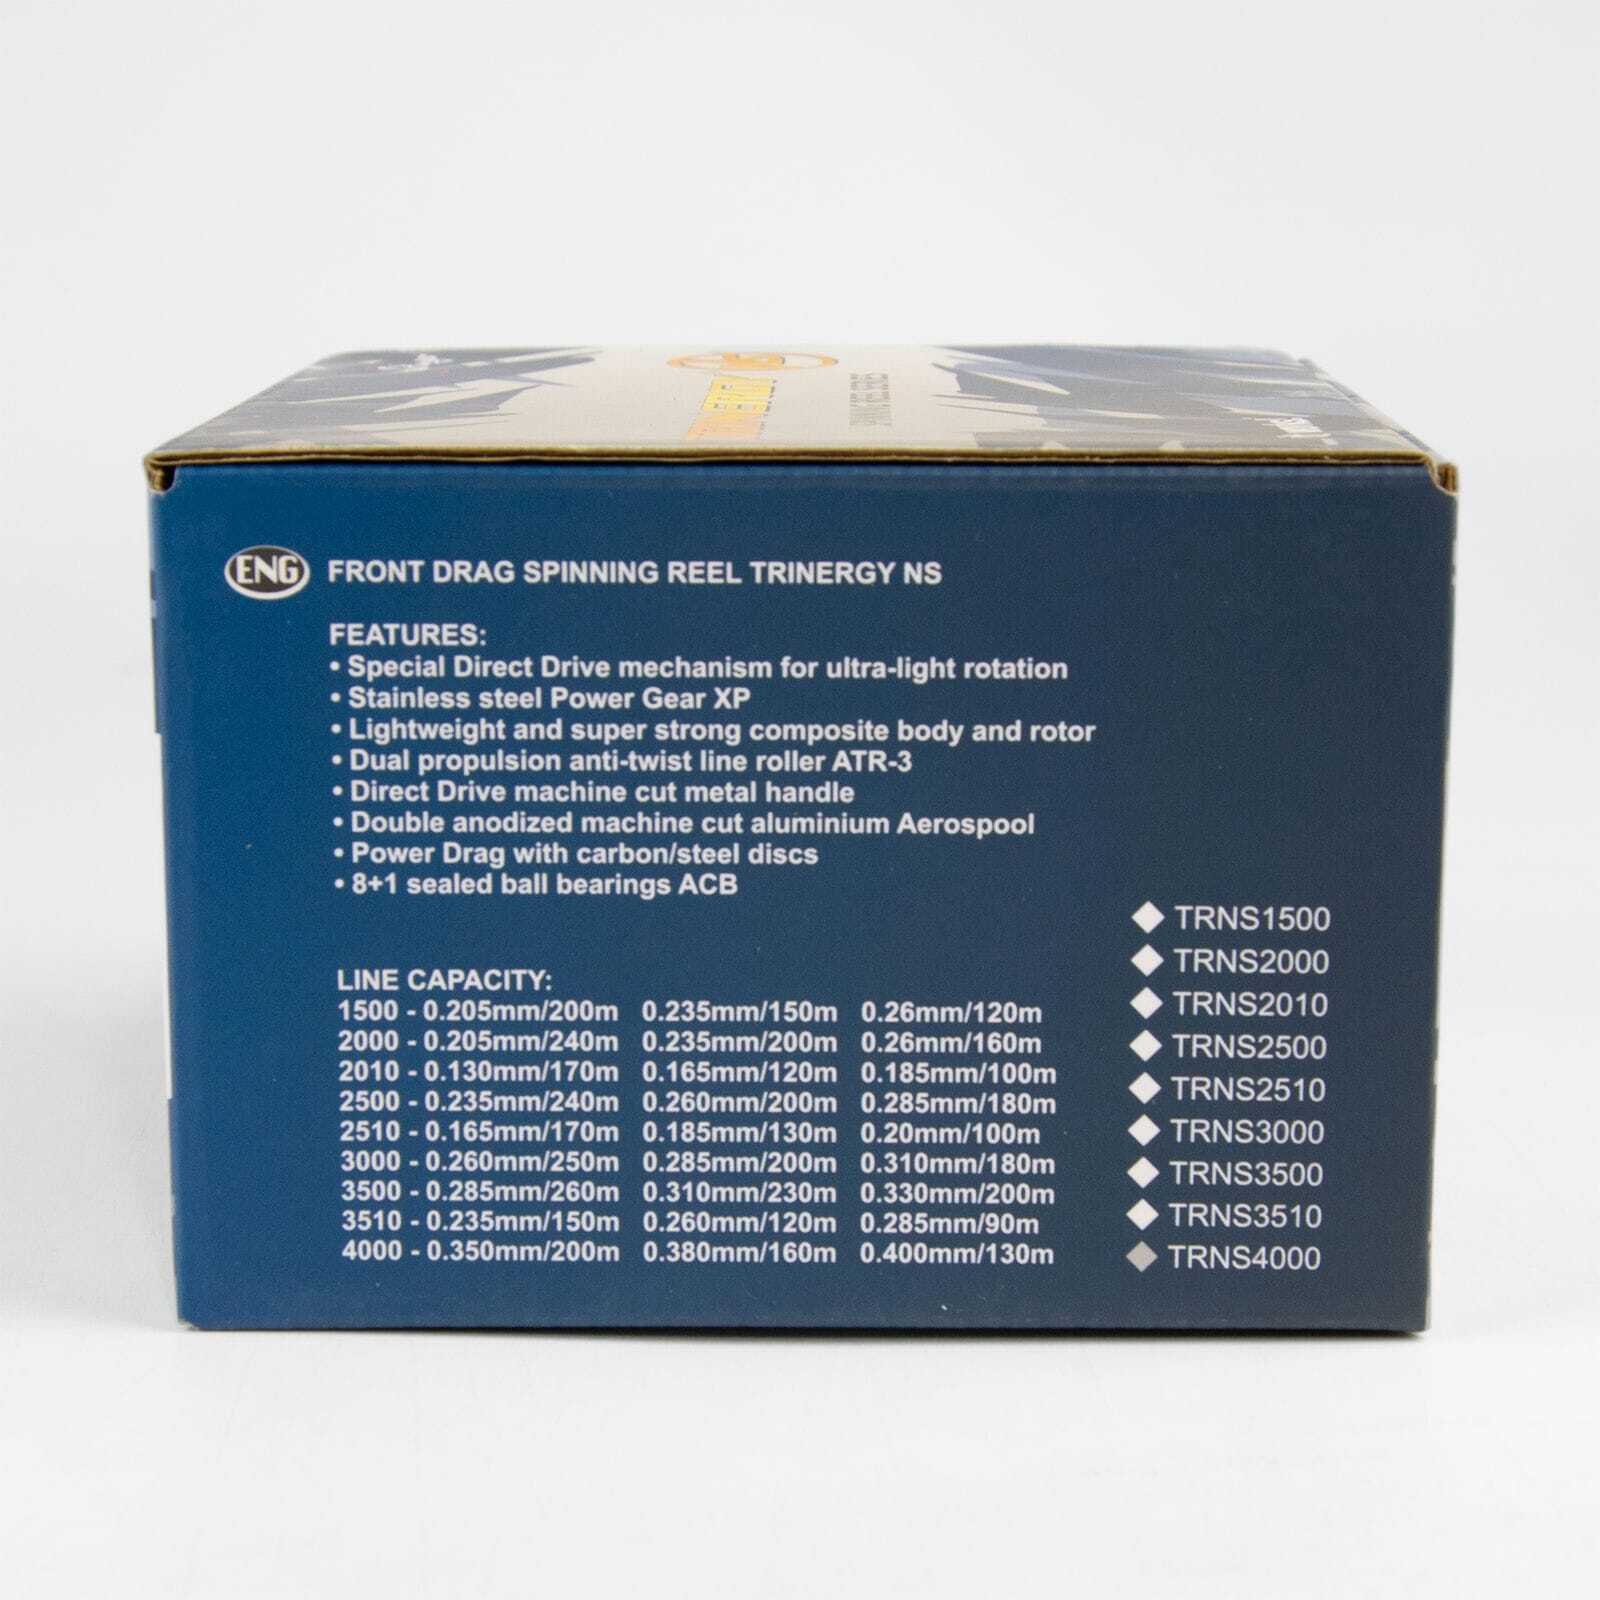 ENG FRONT DRAG SPINNING REEL TRINERGY NS
FEATURES:
• Special Direct Drive mechanism for ultra-light rotation
• Stainless steel Power Gear XP
• Lightweight and super strong composite body and rotor
• Dual propulsion anti-twist line roller ATR-3
• Direct Drive machine cut metal handle
• Double anodized machine cut aluminium Aerospool
• Power Drag with carbon/steel discs
• 8+1 sealed ball bearings ACB
LINE CAPACITY:
1500 - 0.205mm/200m 0.235mm/150m 0.26mm/120m
2000 - 0.205mm/240m 0.235mm/200m 0.26mm/160m
2010 - 0.130mm/170m 0.165mm/120m 0.185mm/100m
2500 - 0.235mm/240m 0.260mm/200m 0.285mm/180m
2510 - 0.165mm/170m 0.185mm/130m 0.20mm/100m
3000 - 0.260mm/250m 0.285mm/200m 0.310mm/180m
3500 - 0.285mm/260m 0.310mm/230m 0.330mm/200m
3510 - 0.235mm/150m 0.260mm/120m 0.285mm/90m
4000 - 0.350mm/200m 0.380mm/160m 0.400mm/130m
TRNS1500
TRNS2000
TRNS2010
TRNS2500
TRNS2510
TRNS3000
TRNS3500
TRNS3510
TRNS4000